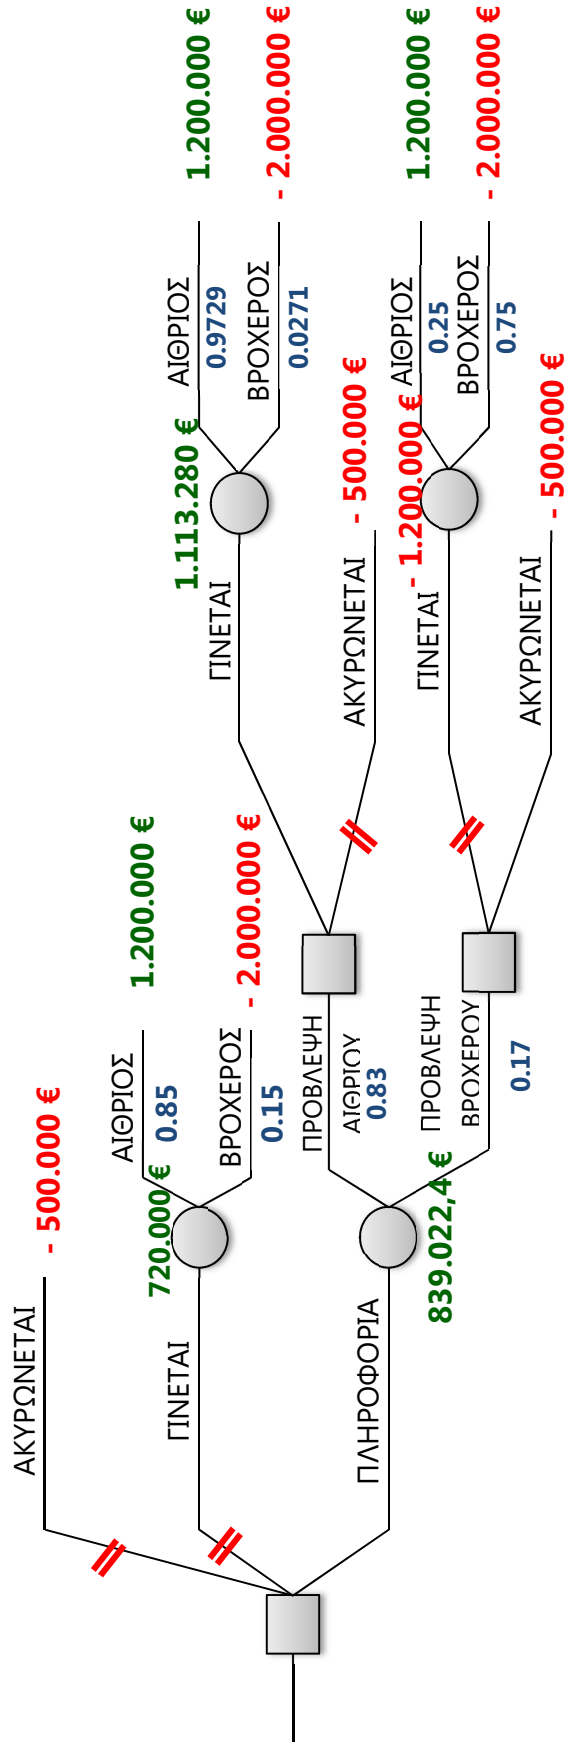 ΑΚΥΡΩΝΕΤΑΙ
- 500.000 €
ΓΙΝΕΤΑΙ
720.000 €
ΑΙΘΡΙΟΣ
0.85
1.200.000 €
ΒΡΟΧΕΡΟΣ
0.15
- 2.000.000 €
ΠΛΗΡΟΦΟΡΙΑ
839.022,4 €
ΠΡΟΒΛΕΨΗ
ΑΙΘΡΙΟΥ
0.83
ΓΙΝΕΤΑΙ
1.113.280 €
ΑΙΘΡΙΟΣ
0.9729
1.200.000 €
ΒΡΟΧΕΡΟΣ
0.0271
- 2.000.000 €
ΑΚΥΡΩΝΕΤΑΙ
- 500.000 €
ΠΡΟΒΛΕΨΗ
ΒΡΟΧΕΡΟΥ
0.17
ΓΙΝΕΤΑΙ
- 1.200.000 €
ΑΙΘΡΙΟΣ
0.25
1.200.000 €
ΒΡΟΧΕΡΟΣ
0.75
- 2.000.000 €
ΑΚΥΡΩΝΕΤΑΙ
- 500.000 €